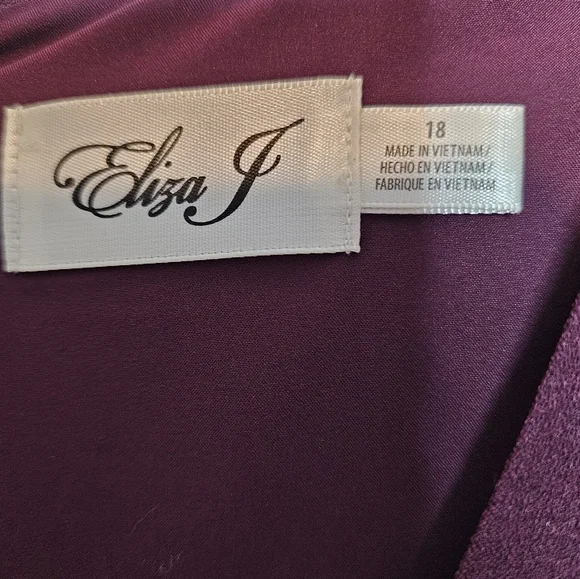 Eliza J
18
MADE IN VIETNAM/
HECHO EN VIETNAM/
FABRIQUE EN VIETNAM